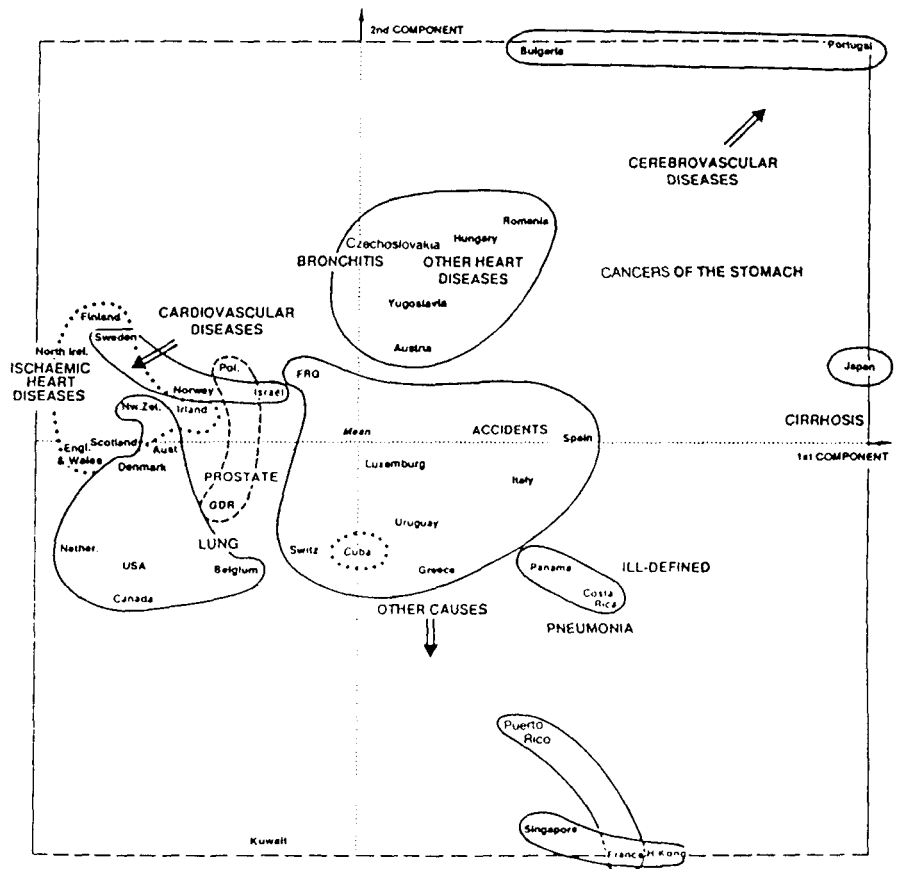 2nd COMPONENT
Bulgaria
Portugal
CEREBROVASCULAR
DISEASES
Romania
Czechoslovakia
Hungary
BRONCHITIS
OTHER HEART
DISEASES
CANCERS OF THE STOMACH
Yugoslavia
Austria
Finland
CARDIOVASCULAR
DISEASES
Sweden
North Irel.
ISCHAEMIC
HEART
DISEASES
Pol.
FRG
Norway
Israel
Japan
Nw.Zel.
Irland
CIRRHOSIS
Mean
ACCIDENTS
Spain
Scotland
Engl.
& Wales
Aust
Denmark
1st COMPONENT
Luxemburg
PROSTATE
Italy
GDR
Uruguay
LUNG
Nether.
USA
Belgium
Switz
Cuba
Greece
Panama
ILL-DEFINED
Canada
Costa
Rica
OTHER CAUSES
PNEUMONIA
Puerto
Rico
Singapore
Kuwait
France
H Kong